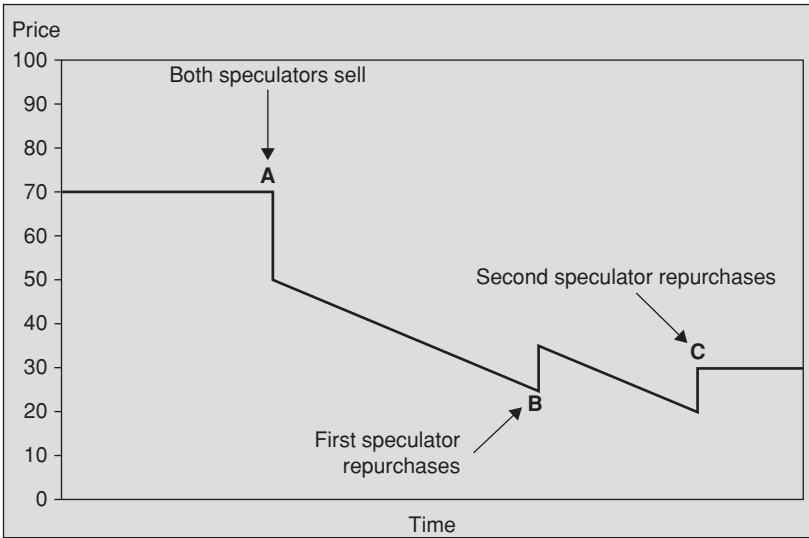 Price
100
90
80
70
60
50
40
30
20
10
0
Both speculators sell
A
Second speculator repurchases
C
B
First speculator
repurchases
Time